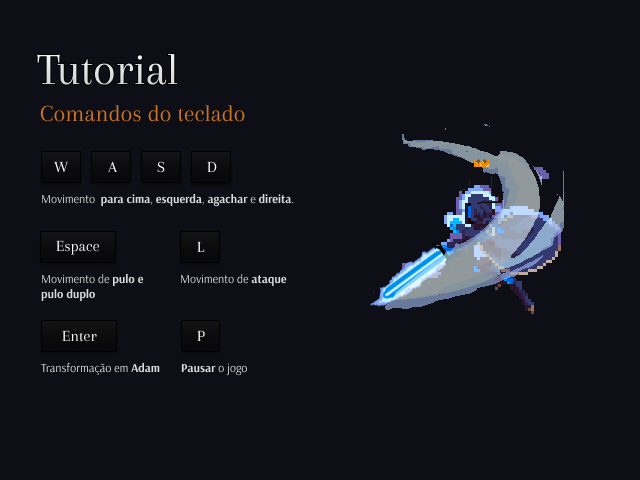 Tutorial
Comandos do teclado
W A S D
Movimento para cima, esquerda, agachar e direita.
Espace L
Movimento de pulo e
pulo duplo
Movimento de ataque
Enter P
Transformação em Adam
Pausar o jogo